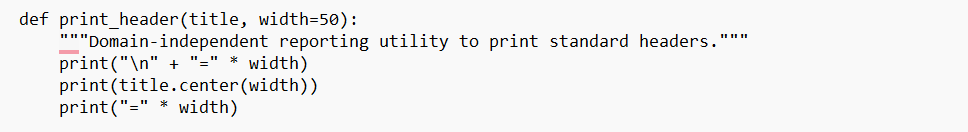 def print_header(title, width=50):
    """Domain-independent reporting utility to print standard headers."""
    print("\n" + "=" * width)
    print(title.center(width))
    print("=" * width)